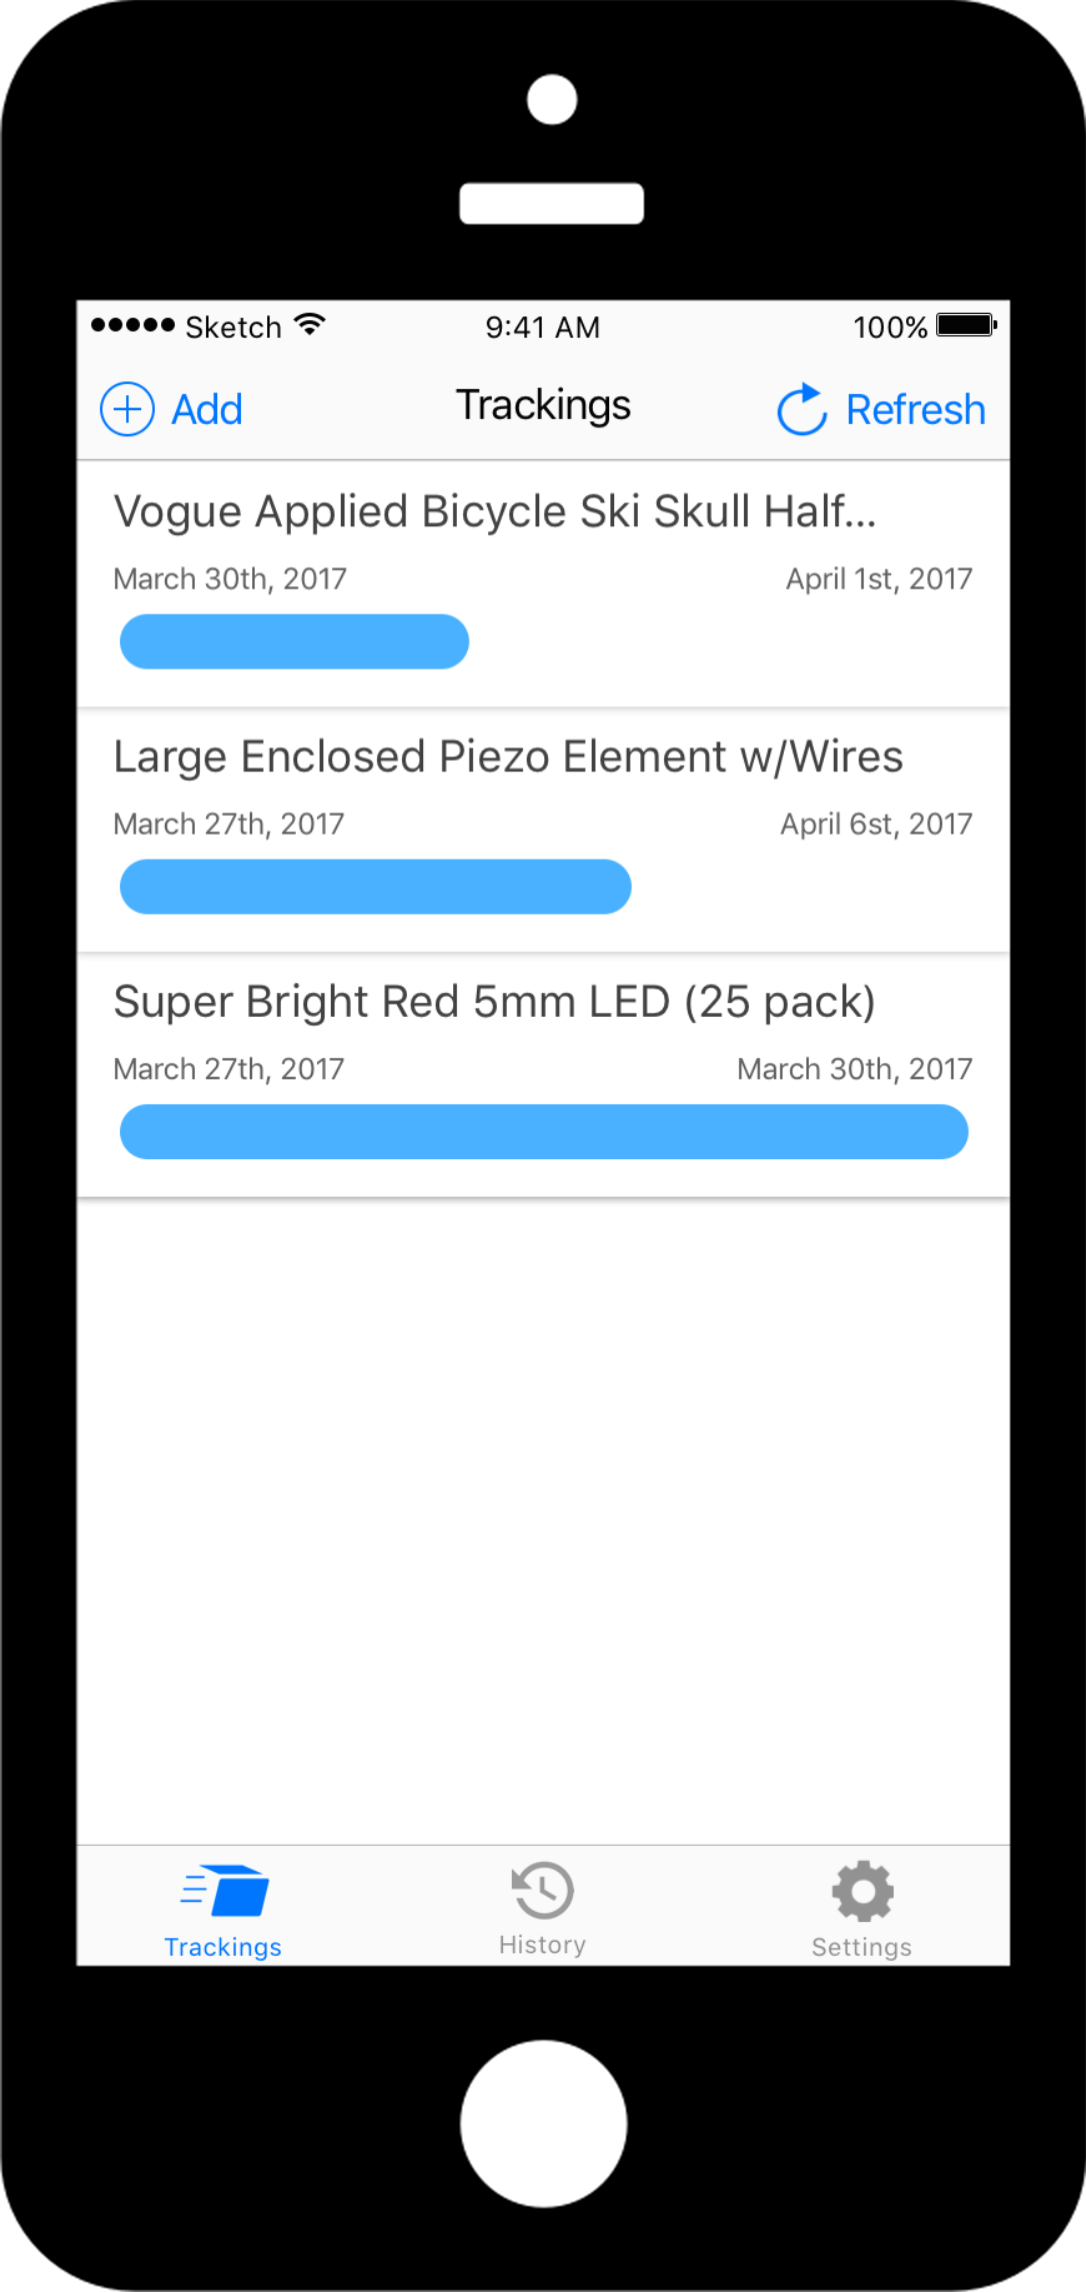 Sketch 9:41 AM 100%
Add Trackings Refresh
Vogue Applied Bicycle Ski Skull Half...
March 30th, 2017 April 1st, 2017
Large Enclosed Piezo Element w/Wires
March 27th, 2017 April 6st, 2017
Super Bright Red 5mm LED (25 pack)
March 27th, 2017 March 30th, 2017
Trackings History Settings